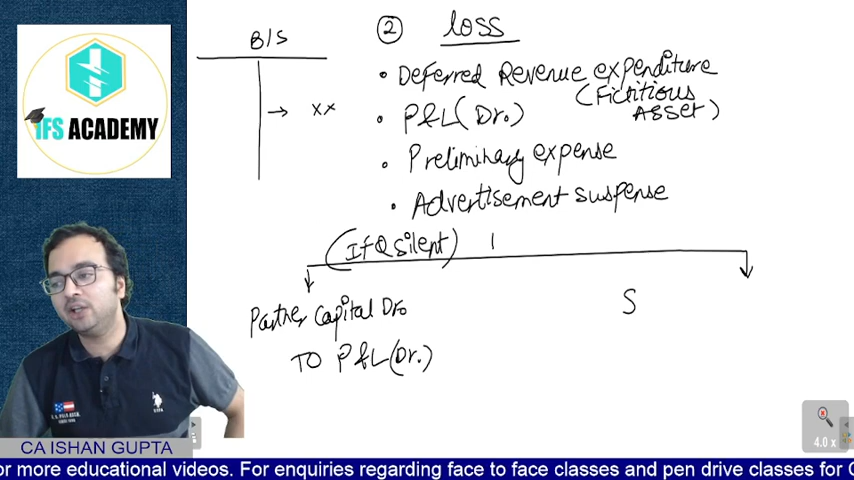 IFS ACADEMY
B/S
→ xx
② loss
• Deferred Revenue expenditure
(Fictitious Asset)
• P&L (Dr.)
• Preliminary expense
• Advertisement suspense
(If Q Silent)
Partner Capital Dr.
TO P&L (Dr.)
S
4.0 x
CA ISHAN GUPTA
or more educational videos. For enquiries regarding face to face classes and pen drive classes for C